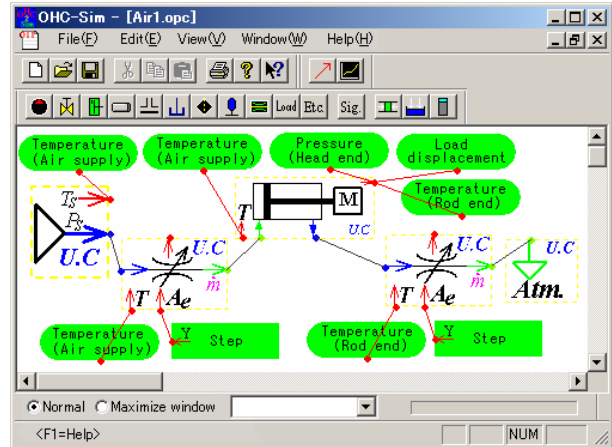 OHC-Sim - [Air1.opc]
File(F) Edit(E) View(V) Window(W) Help(H)
Load Etc. Sig.
Temperature (Air supply)
Temperature (Air supply)
Pressure (Head end)
Load displacement
Temperature (Rod end)
Ts
Ps
U.C
T
M
U.C
U.C
ṁ
T
Ae
U.C
ṁ
T
Ae
U.C
Atm.
Temperature (Air supply)
Y Step
Temperature (Rod end)
Y Step
Normal Maximize window
<F1=Help>
NUM